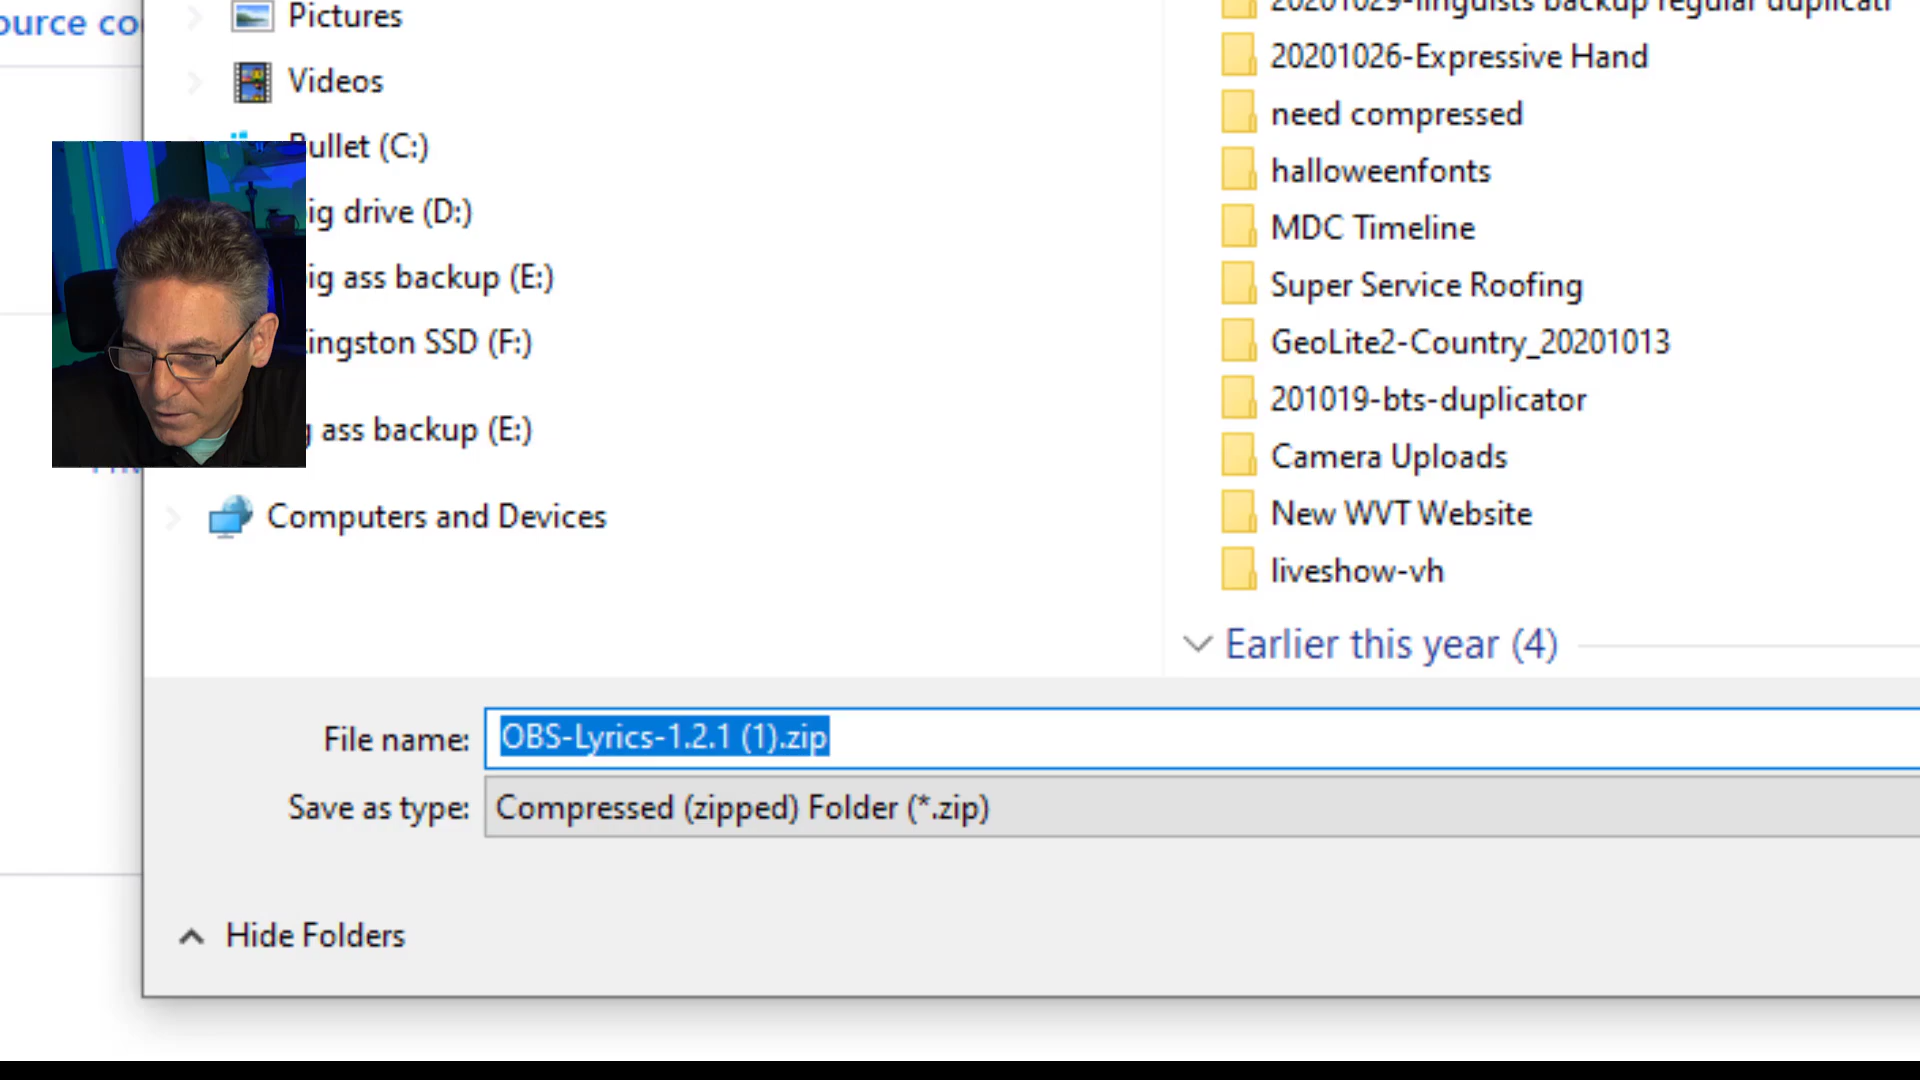 Pictures
Videos
Bullet (C:)
ig drive (D:)
ig ass backup (E:)
ingston SSD (F:)
ass backup (E:)
Computers and Devices
20201029-linguists backup regular duplicati
20201026-Expressive Hand
need compressed
halloweenfonts
MDC Timeline
Super Service Roofing
GeoLite2-Country_20201013
201019-bts-duplicator
Camera Uploads
New WVT Website
liveshow-vh
Earlier this year (4)
File name: OBS-Lyrics-1.2.1 (1).zip
Save as type: Compressed (zipped) Folder (*.zip)
Hide Folders
ource co